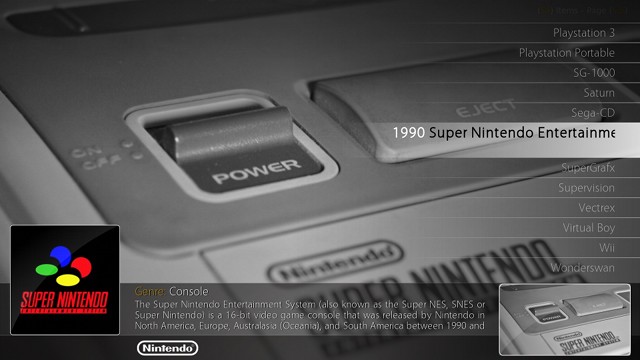 Playstation 3
Playstation Portable
SG-1000
Saturn
Sega-CD
1990 Super Nintendo Entertainme
SuperGrafx
Supervision
Vectrex
Virtual Boy
Wii
Wonderswan
EJECT
ON
OFF
POWER
Nintendo
SUPER NINTENDO
SUPER NINTENDO
ENTERTAINMENT SYSTEM
Genre: Console
The Super Nintendo Entertainment System (also known as the Super NES, SNES or
Super Nintendo) is a 16-bit video game console that was released by Nintendo in
North America, Europe, Australasia (Oceania), and South America between 1990 and
Nintendo